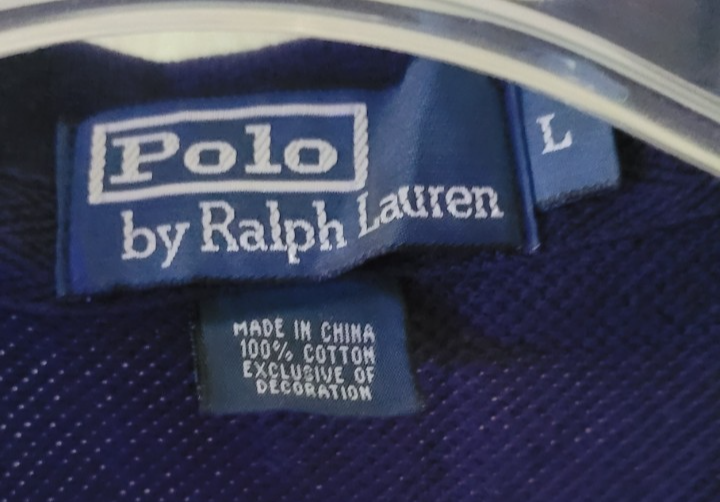 Polo
by Ralph Lauren
L
MADE IN CHINA
100% COTTON
EXCLUSIVE OF
DECORATION